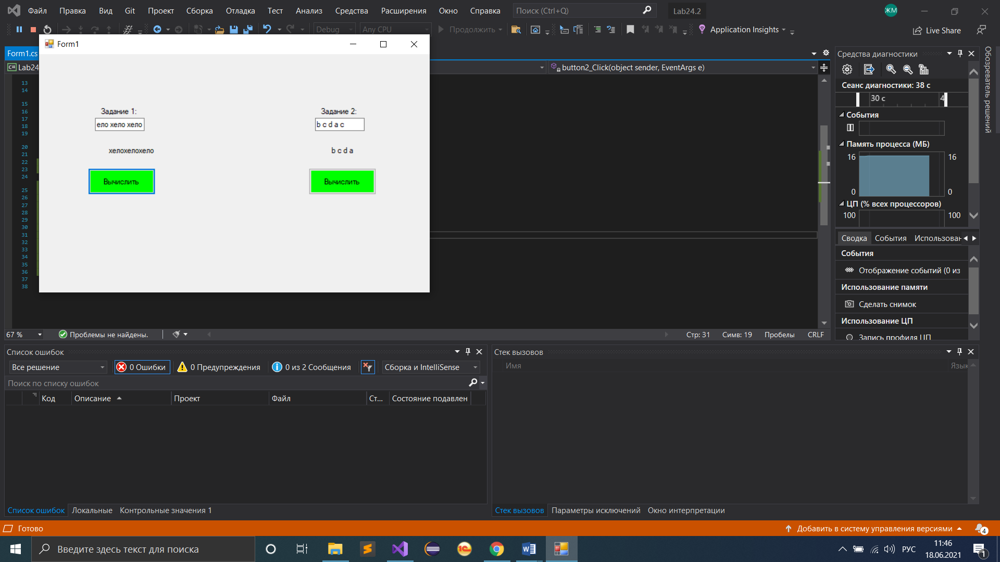 Файл Правка Вид Git Проект Сборка Отладка Тест Анализ Средства Расширения Окно Справка Поиск (Ctrl+Q) Lab24.2 ЖМ
Debug Any CPU Продолжить Application Insights Live Share
Form1
Form1.cs
Lab24
button2_Click(object sender, EventArgs e)
13
14
15
16
17
18
19
20
21
22
23
24
25
26
27
28
29
30
31
32
33
34
35
36
37
38
Задание 1:
ело хело хело
хелохелохело
Вычислить
Задание 2:
b c d a c
b c d a
Вычислить
67 % Проблемы не найдены. Стр: 31 Симв: 19 Пробелы CRLF
Средства диагностики
Сеанс диагностики: 38 с
30 с 4
События
Память процесса (МБ)
16 16
0 0
ЦП (% всех процессоров)
100 100
Сводка События Использован
События
Отображение событий (0 из
Использование памяти
Сделать снимок
Использование ЦП
Запись профиля ЦП
Обозреватель решений
Список ошибок
Все решение 0 Ошибки 0 Предупреждения 0 из 2 Сообщения Сборка и IntelliSense
Поиск по списку ошибок
Код Описание Проект Файл Ст... Состояние подавлен
Список ошибок Локальные Контрольные значения 1
Стек вызовов
Имя Язык
Стек вызовов Параметры исключений Окно интерпретации
Готово Добавить в систему управления версиями 4
Введите здесь текст для поиска
РУС
11:46
18.06.2021
1